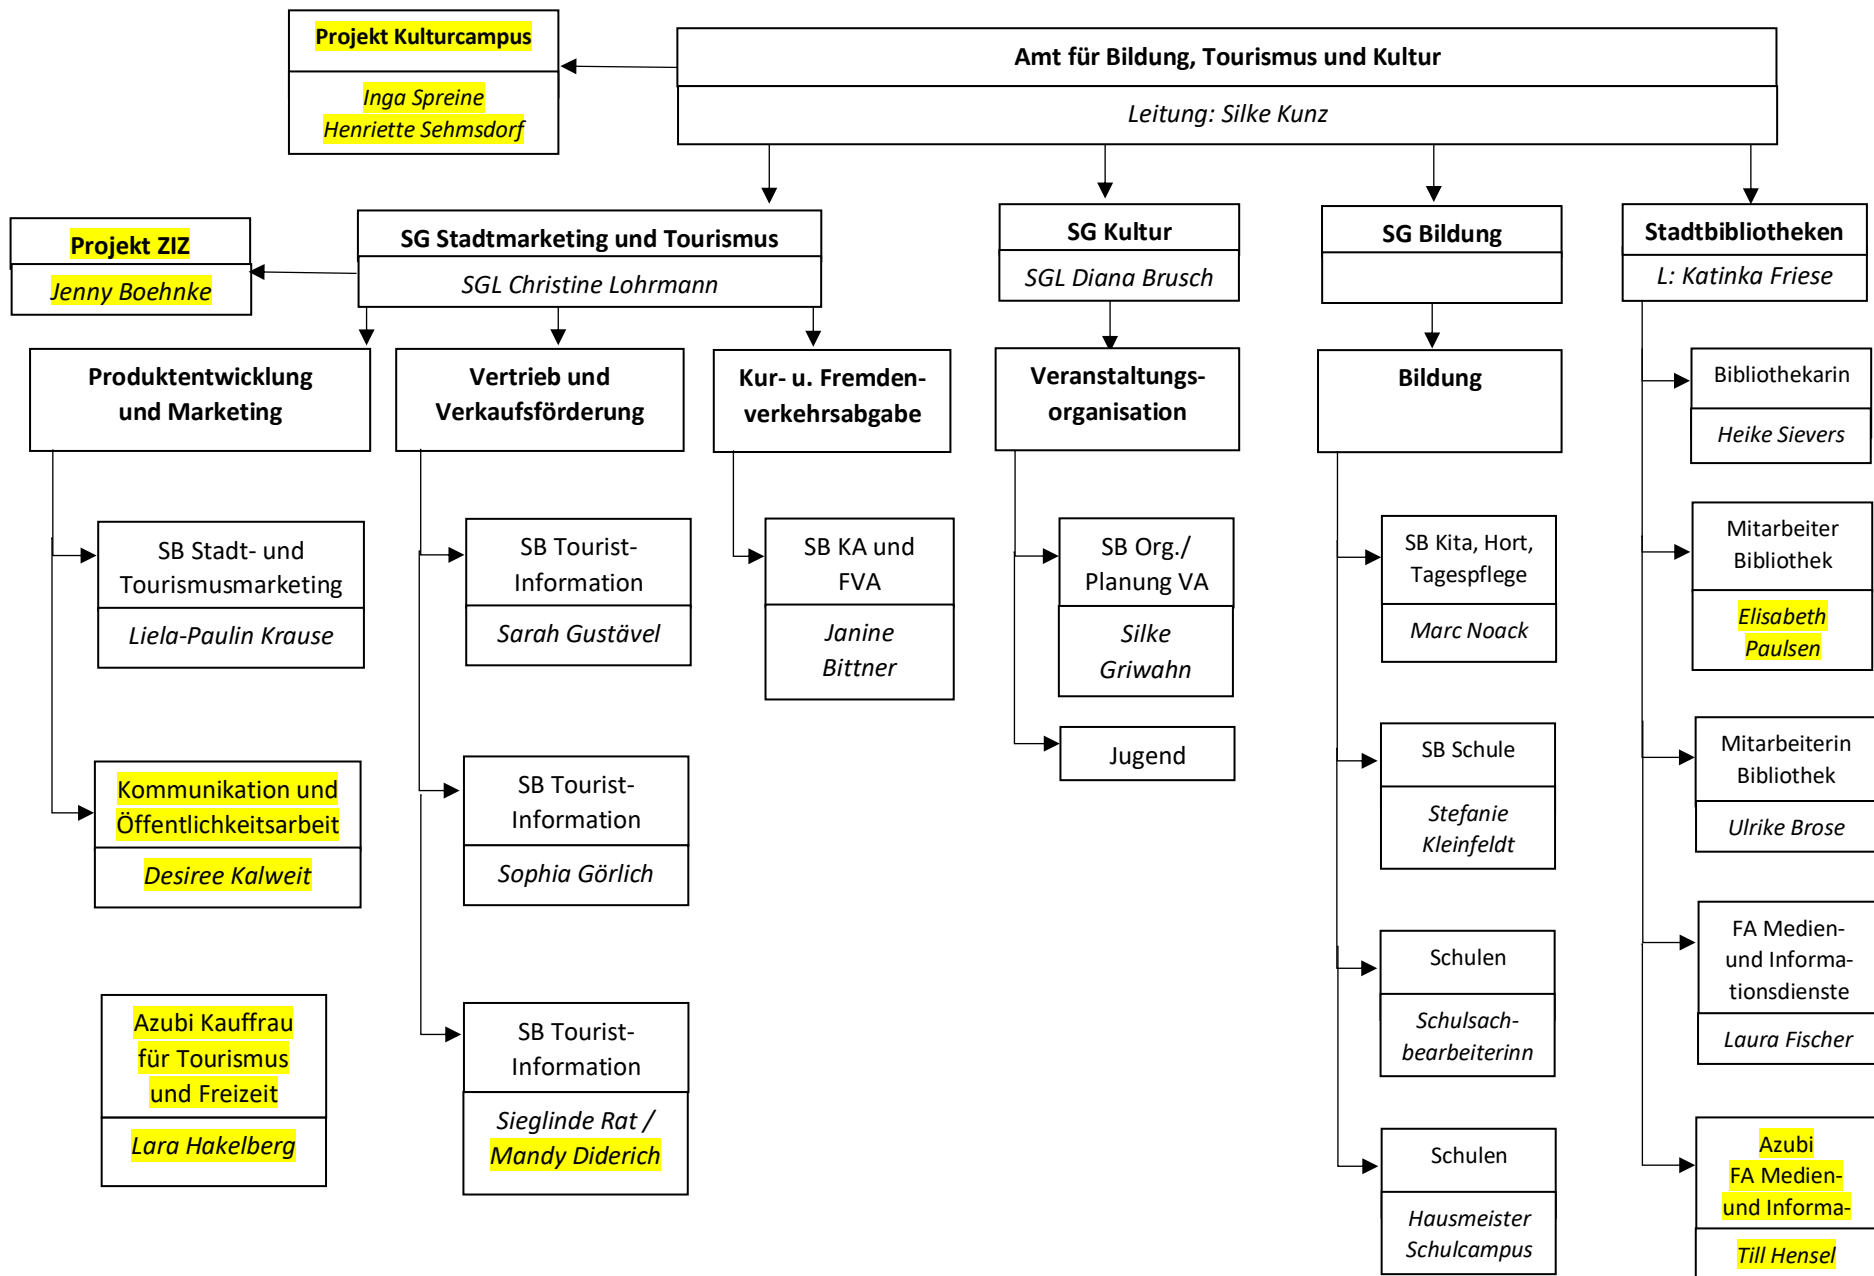 Projekt Kulturcampus
Inga Spreine
Henriette Sehmsdorf
Amt für Bildung, Tourismus und Kultur
Leitung: Silke Kunz
Projekt ZIZ
Jenny Boehnke
SG Stadtmarketing und Tourismus
SGL Christine Lohrmann
SG Kultur
SGL Diana Brusch
SG Bildung
Stadtbibliotheken
L: Katinka Friese
Produktentwicklung
und Marketing
Vertrieb und
Verkaufsförderung
Kur- u. Fremden-
verkehrsabgabe
Veranstaltungs-
organisation
Bildung
Bibliothekarin
Heike Sievers
SB Stadt- und
Tourismusmarketing
Liela-Paulin Krause
SB Tourist-
Information
Sarah Gustävel
SB KA und
FVA
Janine
Bittner
SB Org./
Planung VA
Silke
Griwahn
SB Kita, Hort,
Tagespflege
Marc Noack
Mitarbeiter
Bibliothek
Elisabeth
Paulsen
Kommunikation und
Öffentlichkeitsarbeit
Desiree Kalweit
SB Tourist-
Information
Sophia Görlich
Jugend
SB Schule
Stefanie
Kleinfeldt
Mitarbeiterin
Bibliothek
Ulrike Brose
Azubi Kauffrau
für Tourismus
und Freizeit
Lara Hakelberg
SB Tourist-
Information
Sieglinde Rat /
Mandy Diderich
Schulen
Schulsach-
bearbeiterinn
FA Medien-
und Informa-
tionsdienste
Laura Fischer
Schulen
Hausmeister
Schulcampus
Azubi
FA Medien-
und Informa-
Till Hensel